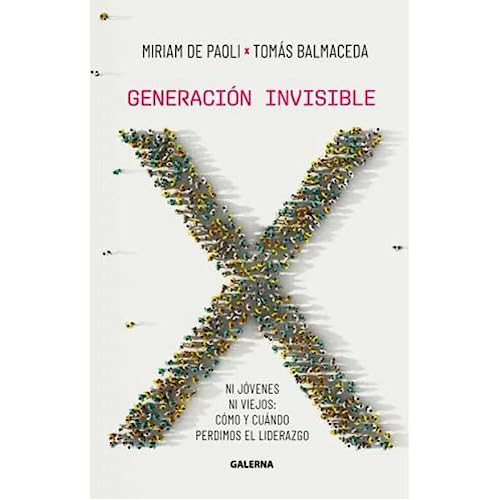 MIRIAM DE PAOLI x TOMÁS BALMACEDA
GENERACIÓN INVISIBLE
X
NI JÓVENES
NI VIEJOS:
CÓMO Y CUÁNDO
PERDIMOS EL LIDERAZGO
GALERNA